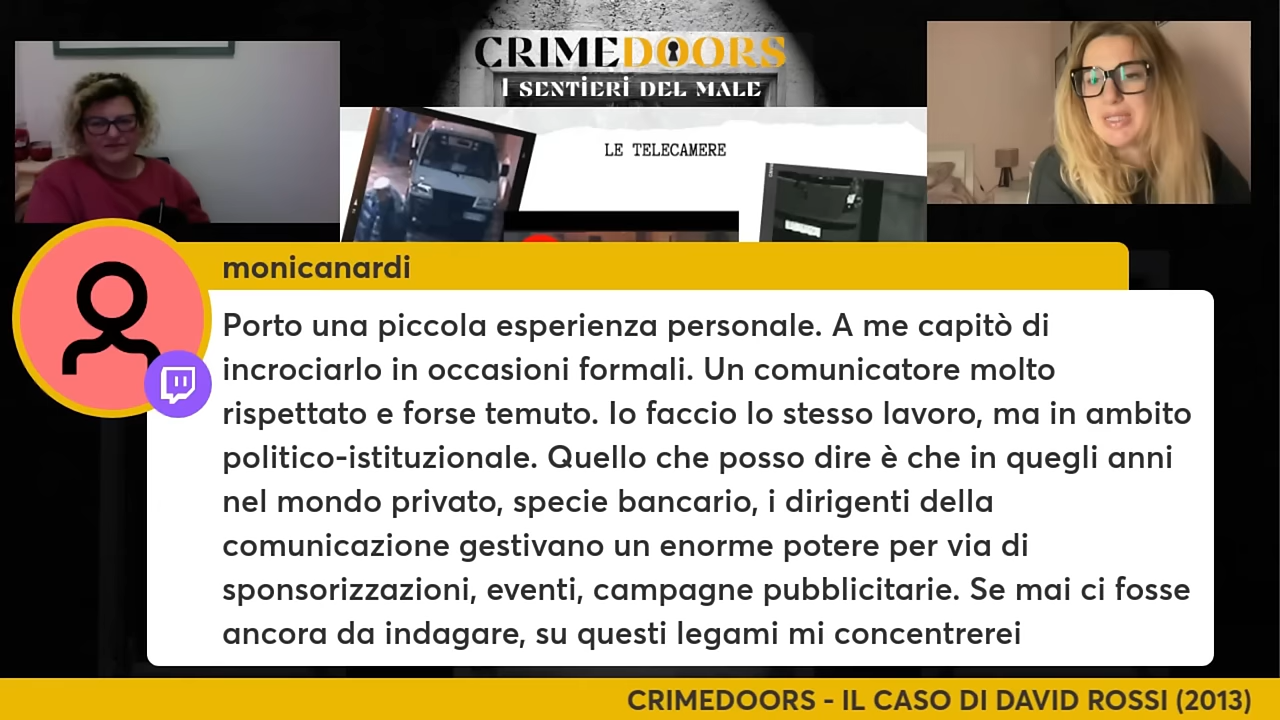 CRIMEDOORS
I SENTIERI DEL MALE
LE TELECAMERE
monicanardi
Porto una piccola esperienza personale. A me capitò di
incrociarlo in occasioni formali. Un comunicatore molto
rispettato e forse temuto. Io faccio lo stesso lavoro, ma in ambito
politico-istituzionale. Quello che posso dire è che in quegli anni
nel mondo privato, specie bancario, i dirigenti della
comunicazione gestivano un enorme potere per via di
sponsorizzazioni, eventi, campagne pubblicitarie. Se mai ci fosse
ancora da indagare, su questi legami mi concentrerei
CRIMEDOORS - IL CASO DI DAVID ROSSI (2013)